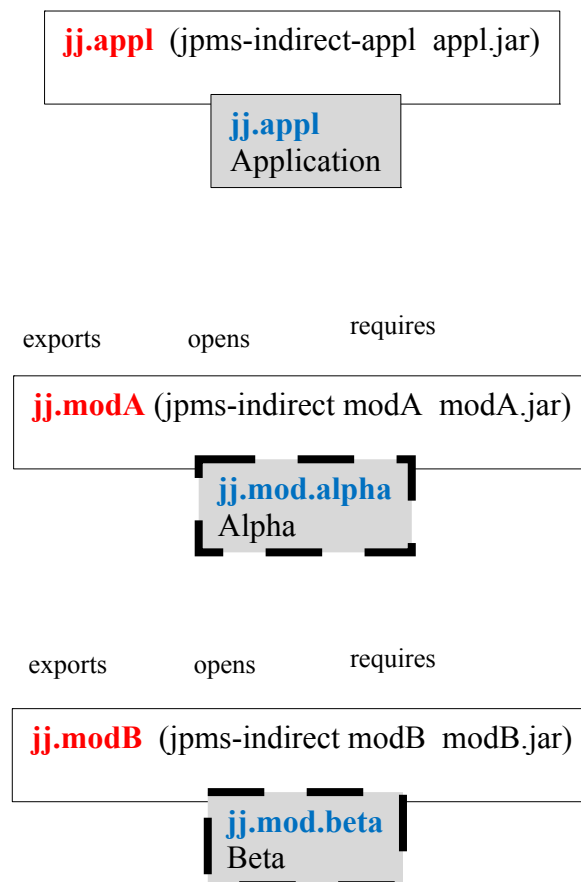 jj.appl (jpms-indirect-appl appl.jar)
jj.appl
Application
exports opens requires
jj.modA (jpms-indirect modA modA.jar)
jj.mod.alpha
Alpha
exports opens requires
jj.modB (jpms-indirect modB modB.jar)
jj.mod.beta
Beta